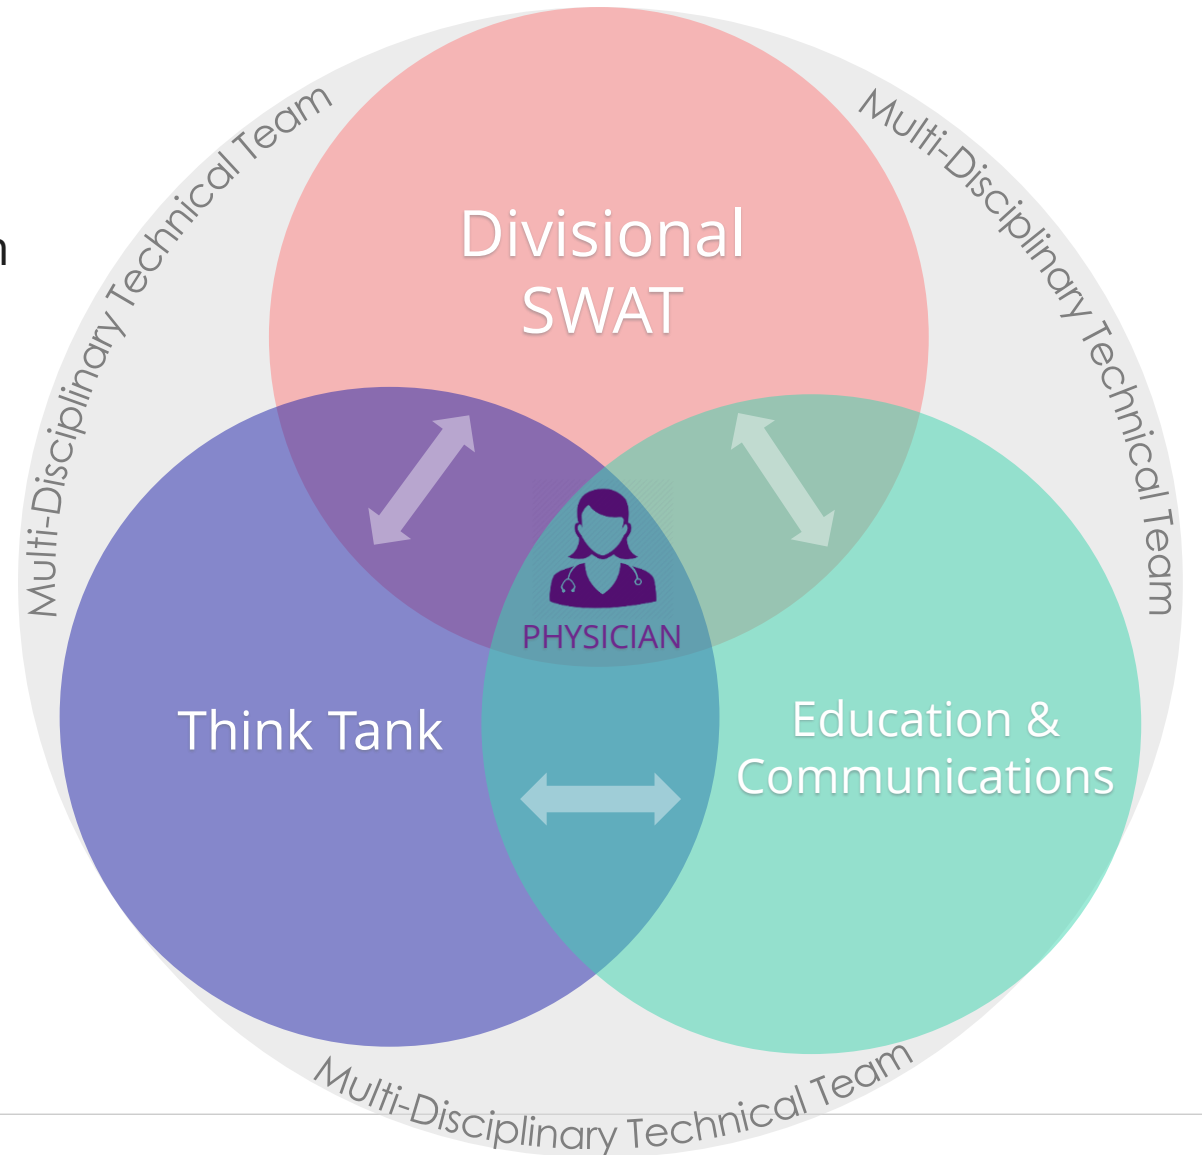 Multi-Disciplinary Technical Team
Multi-Disciplinary Technical Team
n
Divisional
SWAT
PHYSICIAN
Think Tank
Education &
Communications
Multi-Disciplinary Technical Team